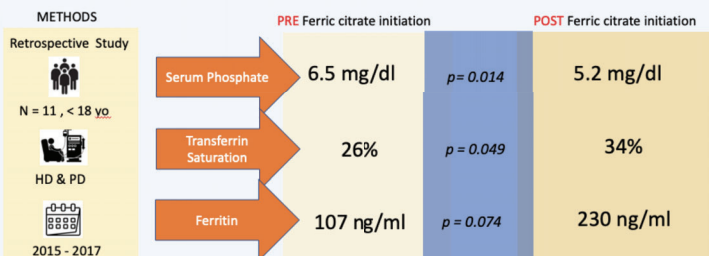 METHODS
Retrospective Study
N = 11 , < 18 yo
HD & PD
2015 - 2017
PRE Ferric citrate initiation
POST Ferric citrate initiation
Serum Phosphate
6.5 mg/dl
p= 0.014
5.2 mg/dl
Transferrin
Saturation
26%
p = 0.049
34%
Ferritin
107 ng/ml
p = 0.074
230 ng/ml